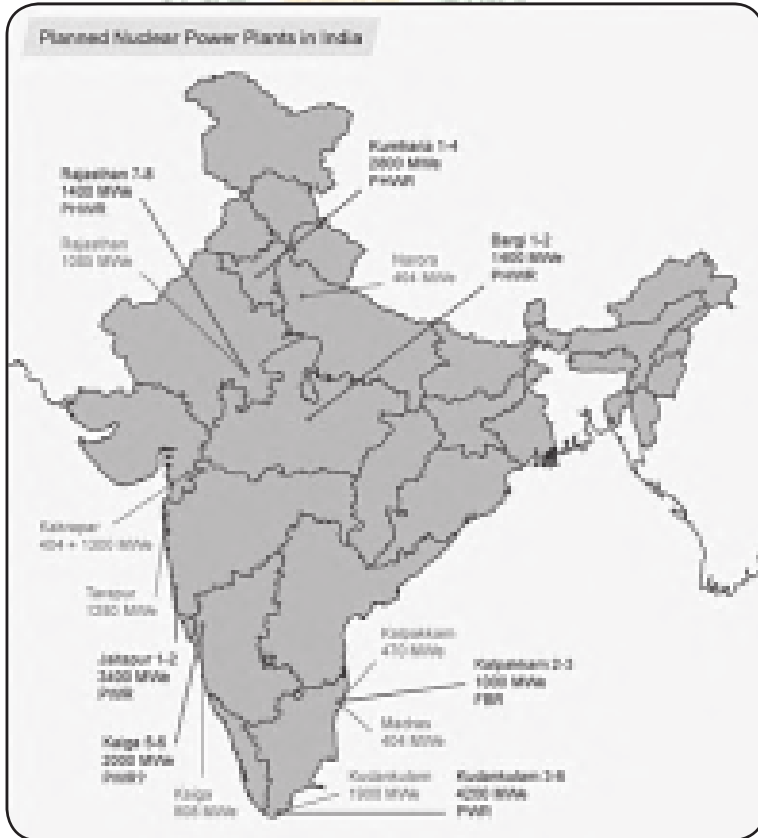 Planned Nuclear Power Plants in India
Kumharia 1-4
2800 MWe
PHWR
Rajasthan 7-8
1400 MWe
PHWR
Rajasthan
1080 MWe
Narora
404 MWe
Bargi 1-2
1400 MWe
PHWR
Kakrapar
404 + 1300 MWe
Tarapur
1280 MWe
Jaitapur 1-2
3400 MWe
PWR
Kalpakkam
470 MWe
Kalpakkam 2-3
1000 MWe
FBR
Kaiga 5-6
2000 MWe
PWR?
Madras
404 MWe
Kaiga
808 MWe
Kudankulam
MWe
Kudankulam 3-6
4200 MWe
PWR